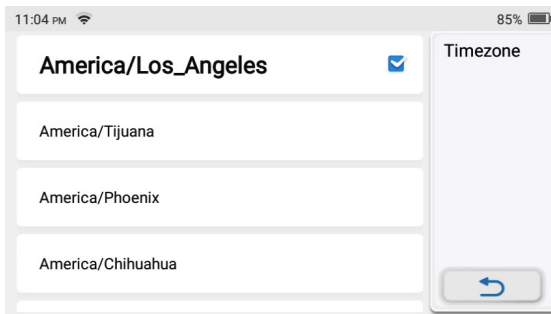 11:04 PM
85%
America/Los_Angeles
Timezone
America/Tijuana
America/Phoenix
America/Chihuahua